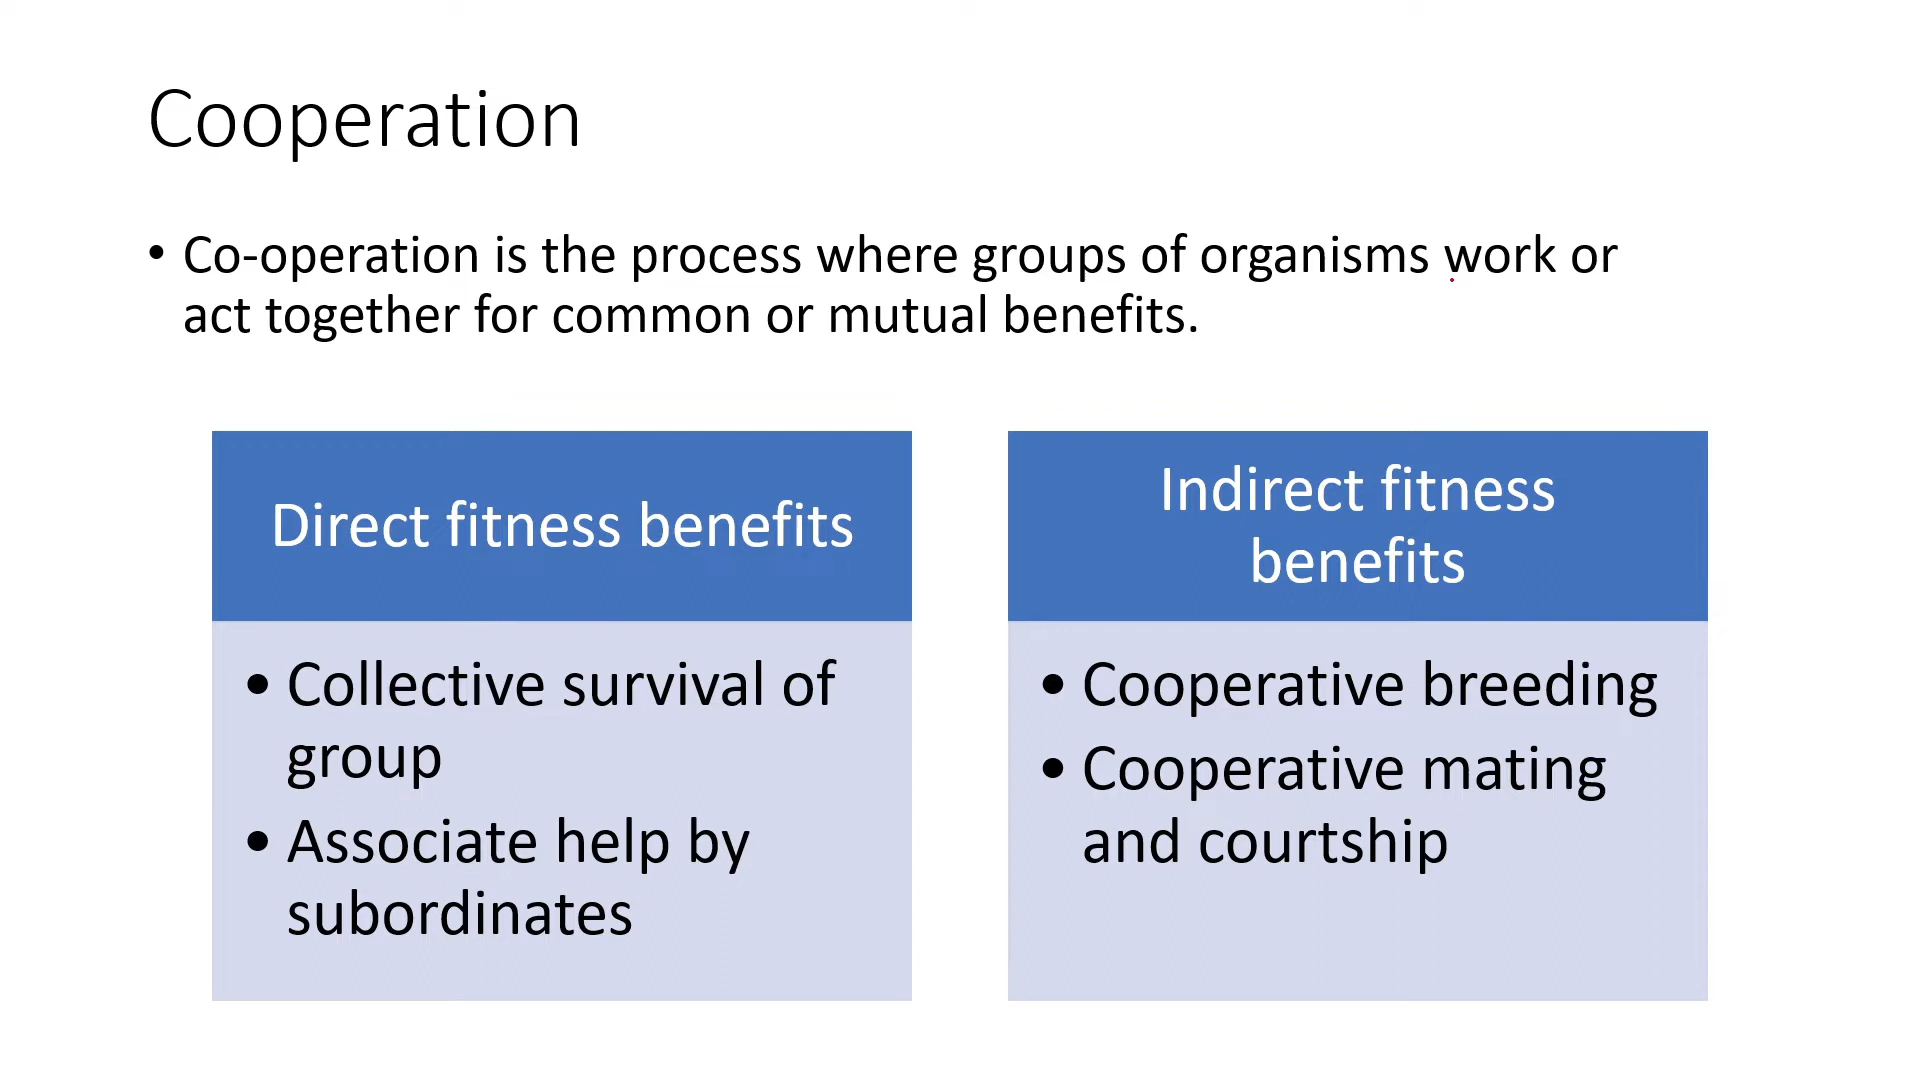 Cooperation
• Co-operation is the process where groups of organisms work or
act together for common or mutual benefits.
Direct fitness benefits
• Collective survival of
group
• Associate help by
subordinates
Indirect fitness
benefits
• Cooperative breeding
• Cooperative mating
and courtship